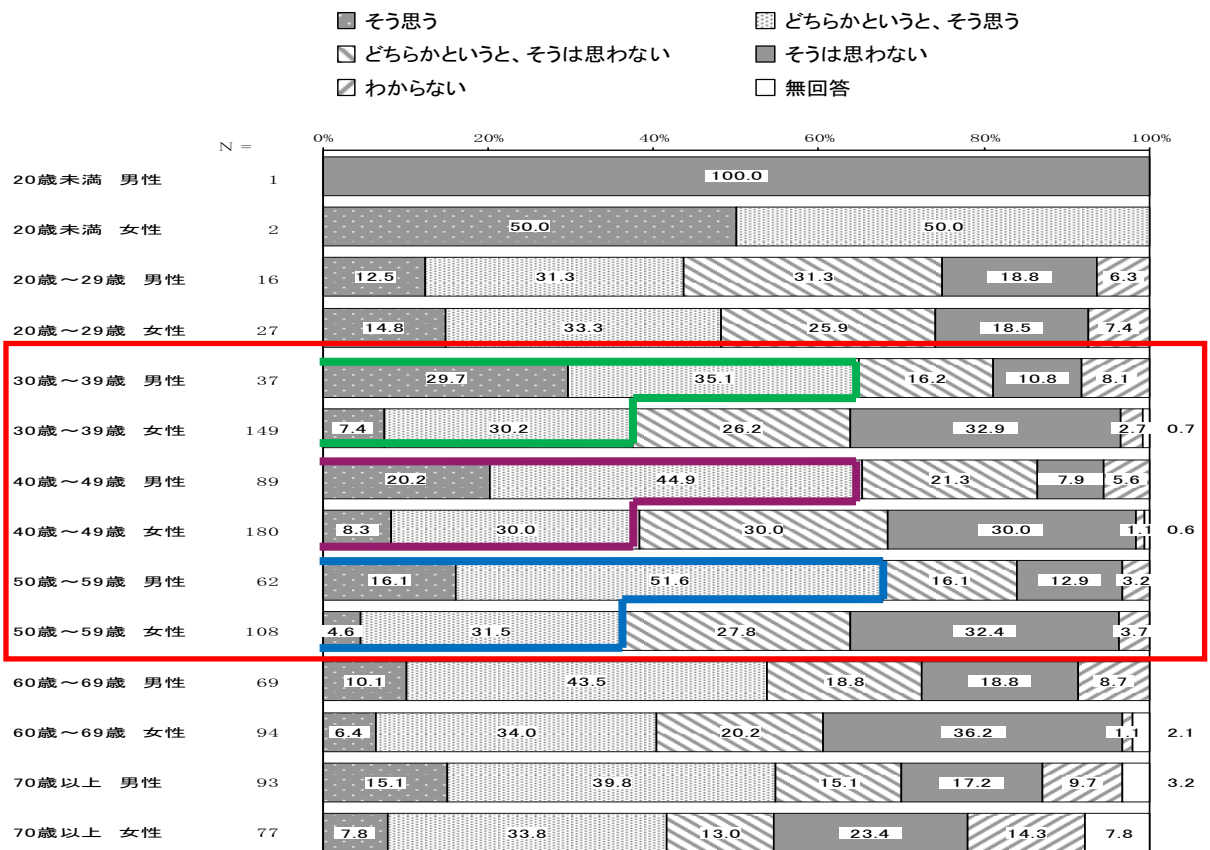 そう思う どちらかというと、そう思う
どちらかというと、そうは思わない そうは思わない
わからない 無回答
N = 0% 20% 40% 60% 80% 100%
20歳未満 男性 1 100.0
20歳未満 女性 2 50.0 50.0
20歳～29歳 男性 16 12.5 31.3 31.3 18.8 6.3
20歳～29歳 女性 27 14.8 33.3 25.9 18.5 7.4
30歳～39歳 男性 37 29.7 35.1 16.2 10.8 8.1
30歳～39歳 女性 149 7.4 30.2 26.2 32.9 2.7 0.7
40歳～49歳 男性 89 20.2 44.9 21.3 7.9 5.6
40歳～49歳 女性 180 8.3 30.0 30.0 30.0 1.1 0.6
50歳～59歳 男性 62 16.1 51.6 16.1 12.9 3.2
50歳～59歳 女性 108 4.6 31.5 27.8 32.4 3.7
60歳～69歳 男性 69 10.1 43.5 18.8 18.8 8.7
60歳～69歳 女性 94 6.4 34.0 20.2 36.2 1.1 2.1
70歳以上 男性 93 15.1 39.8 15.1 17.2 9.7 3.2
70歳以上 女性 77 7.8 33.8 13.0 23.4 14.3 7.8